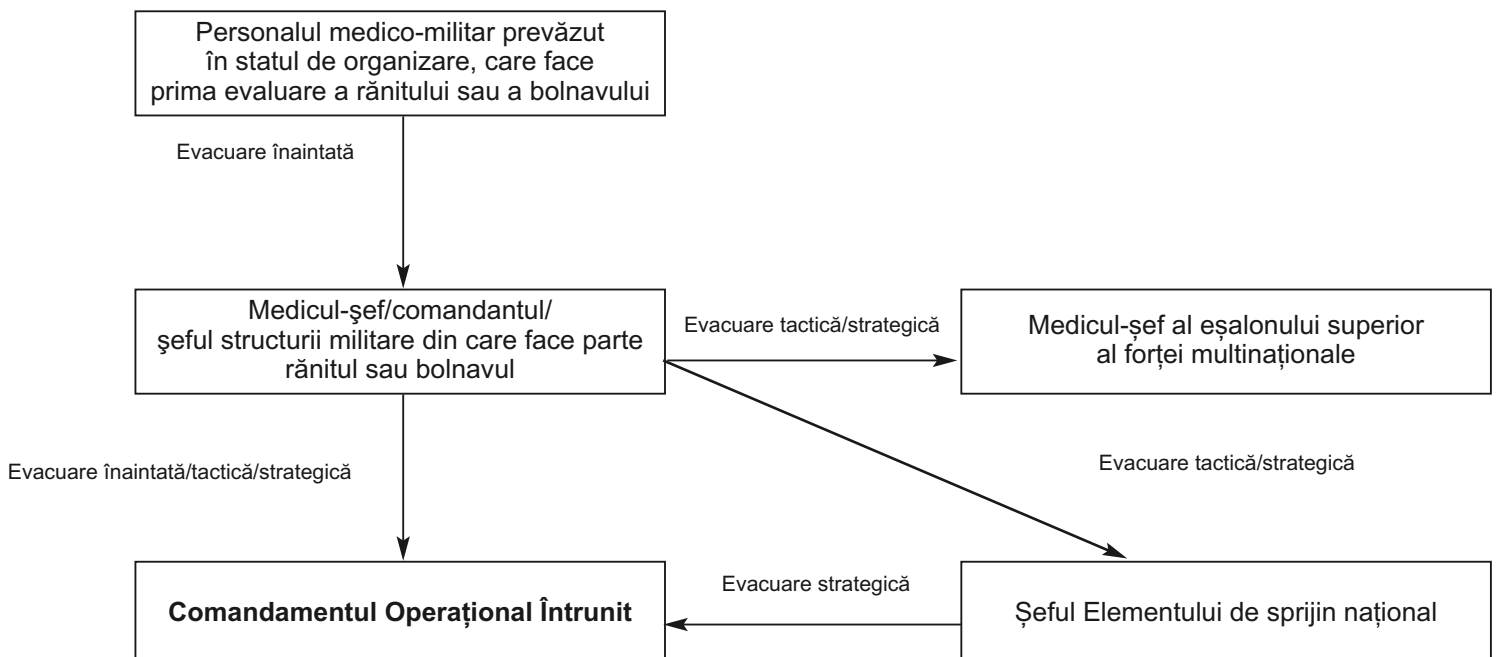 Personalul medico-militar prevăzut
în statul de organizare, care face
prima evaluare a rănitului sau a bolnavului
Evacuare înaintată
Medicul-şef/comandantul/
şeful structurii militare din care face parte
rănitul sau bolnavul
Evacuare tactică/strategică
Medicul-șef al eșalonului superior
al forței multinaționale
Evacuare înaintată/tactică/strategică
Evacuare tactică/strategică
Comandamentul Operațional Întrunit
Evacuare strategică
Șeful Elementului de sprijin național